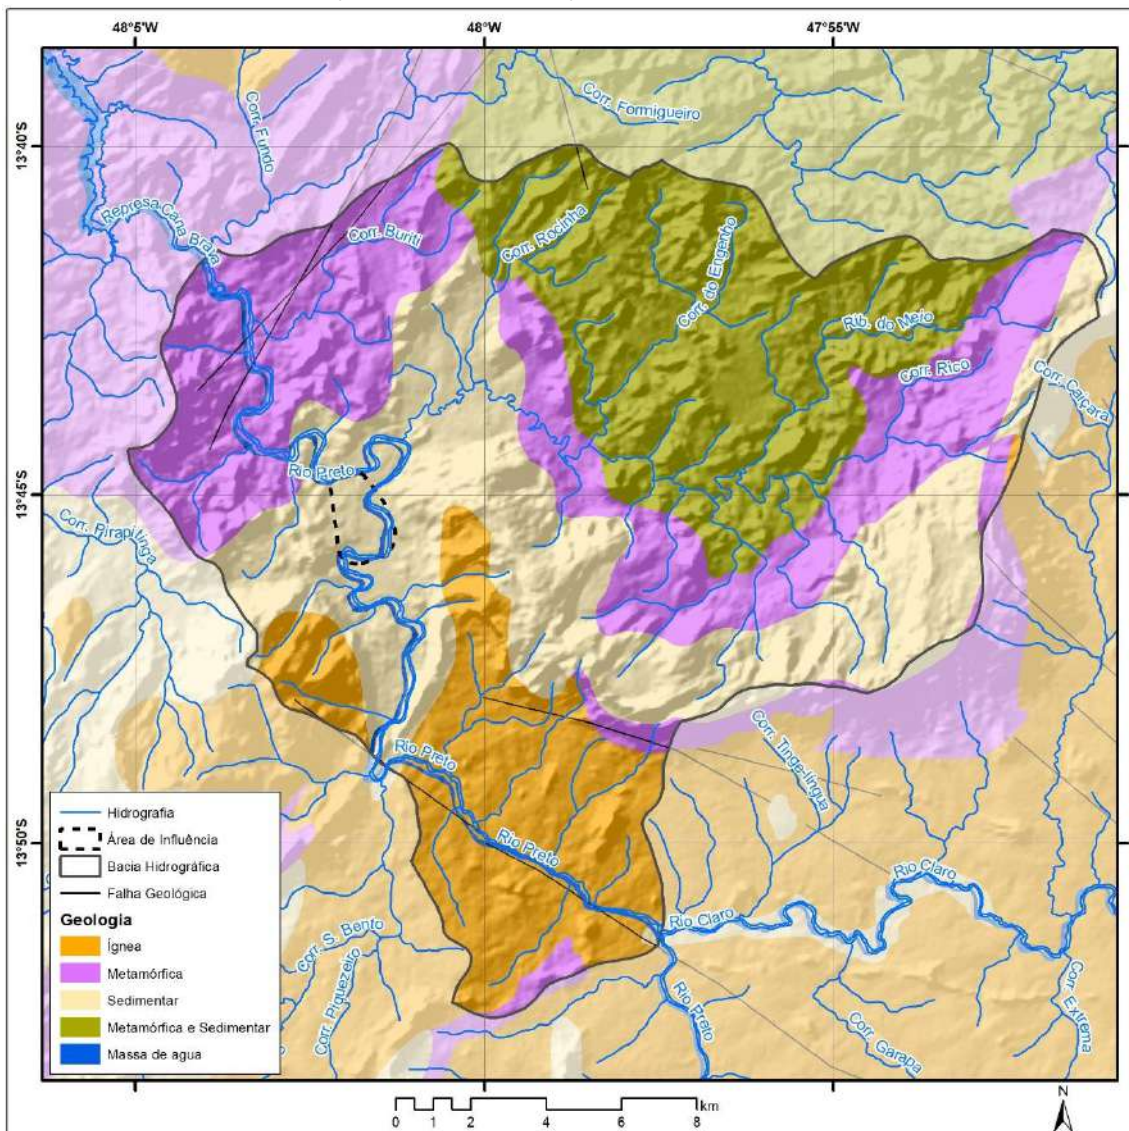 48°5'W
48°W
47°55'W
13°40'S
13°45'S
13°50'S
Corr. Fundo
Corr. Formigueiro
Represa Cana Brava
Corr. Buriti
Corr. Rocinha
Corr. do Engenho
Rib. do Meio
Corr. Rico
Corr. Caiçara
Rio Preto
Corr. Pirapitinga
Rio Preto
Corr. Tinge-língua
Rio Preto
Rio Claro
Rio Claro
Corr. S. Bento
Corr. Piquezeiro
Rio Preto
Corr. Garapa
Corr. Extrema
Hidrografia
Área de Influência
Bacia Hidrográfica
Falha Geológica
Geologia
Ígnea
Metamórfica
Sedimentar
Metamórfica e Sedimentar
Massa de agua
km
0 1 2 4 6 8
N